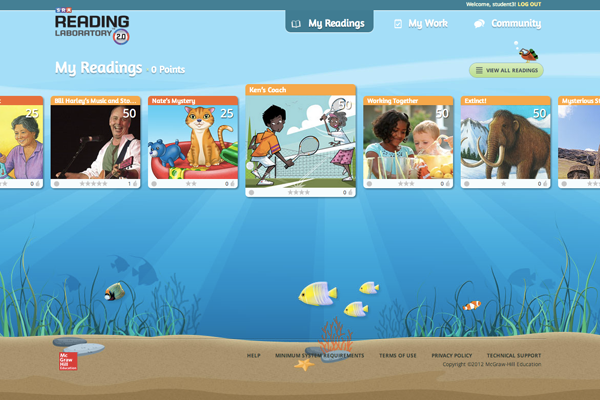 Welcome, student3! LOG OUT
SRA
READING
LABORATORY 2.0
My Readings
My Work
Community
My Readings · 0 Points
VIEW ALL READINGS
25
Bill Harley's Music and Sto...
50
Nate's Mystery
25
Ken's Coach
50
Working Together
50
Extinct!
50
Mysterious St
0
1
0
0
0
0
Mc
Graw
Hill
Education
HELP
MINIMUM SYSTEM REQUIREMENTS
TERMS OF USE
PRIVACY POLICY
TECHNICAL SUPPORT
Copyright ©2012 McGraw-Hill Education